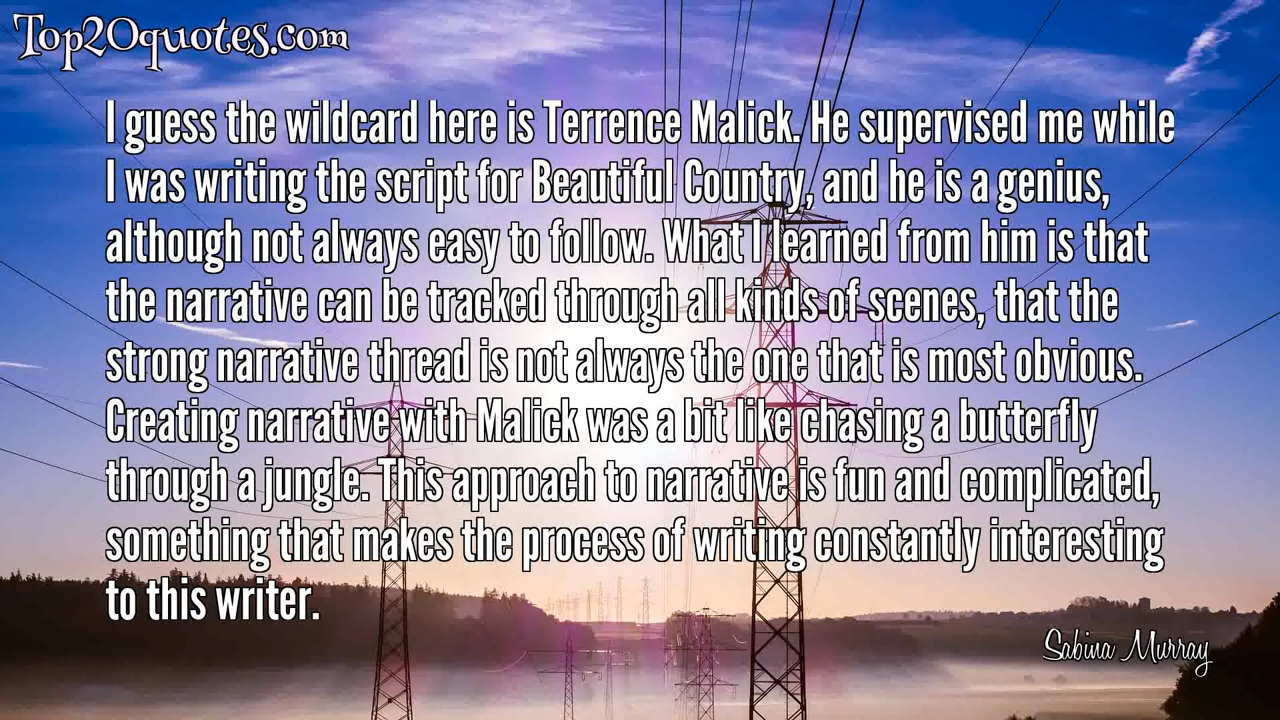 Top20quotes.com
I guess the wildcard here is Terrence Malick. He supervised me while
I was writing the script for Beautiful Country, and he is a genius,
although not always easy to follow. What I learned from him is that
the narrative can be tracked through all kinds of scenes, that the
strong narrative thread is not always the one that is most obvious.
Creating narrative with Malick was a bit like chasing a butterfly
through a jungle. This approach to narrative is fun and complicated,
something that makes the process of writing constantly interesting
to this writer.
Sabina Murray